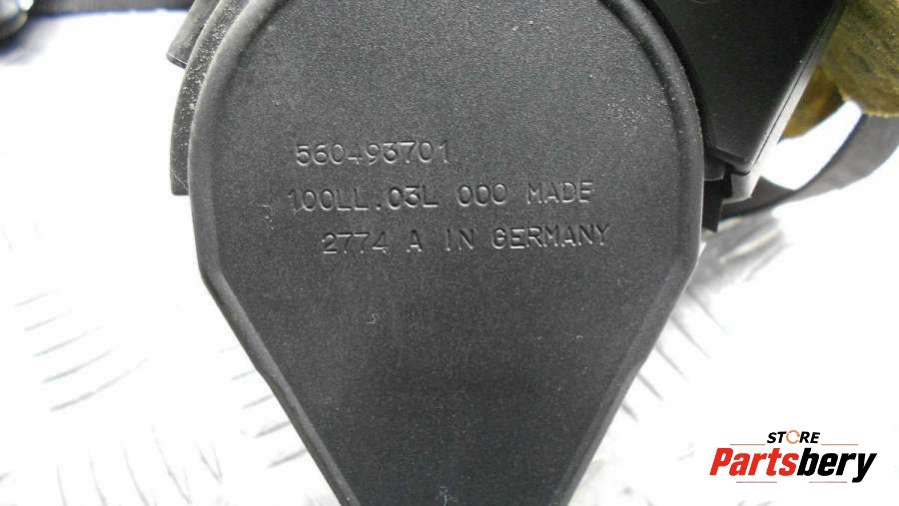 560493701
100LL.03L 000 MADE
2774 A IN GERMANY
STORE
Partsbery